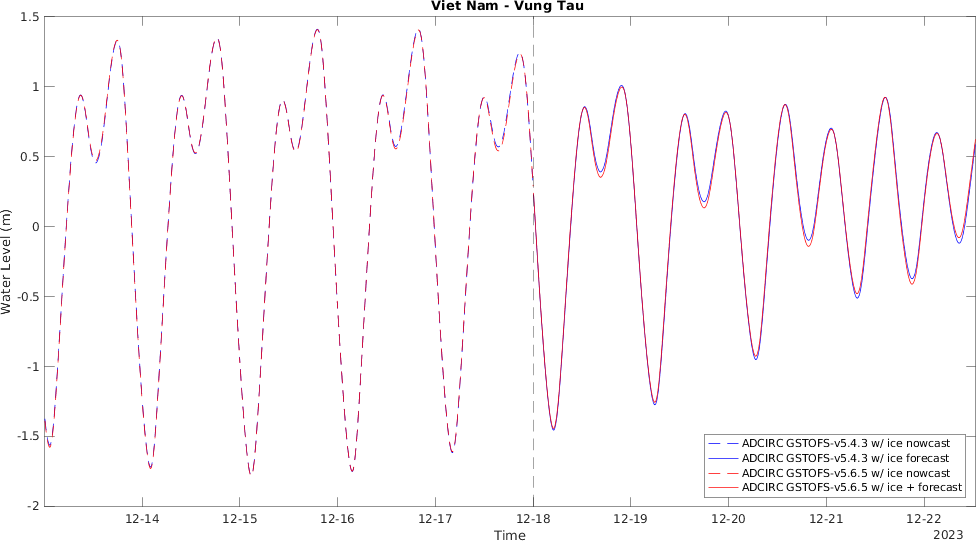 Viet Nam - Vung Tau
1.5
1
0.5
0
-0.5
-1
-1.5
-2
Water Level (m)
12-14
12-15
12-16
12-17
12-18
12-19
12-20
12-21
12-22
Time
2023
ADCIRC GSTOFS-v5.4.3 w/ ice nowcast
ADCIRC GSTOFS-v5.4.3 w/ ice forecast
ADCIRC GSTOFS-v5.6.5 w/ ice nowcast
ADCIRC GSTOFS-v5.6.5 w/ ice + forecast